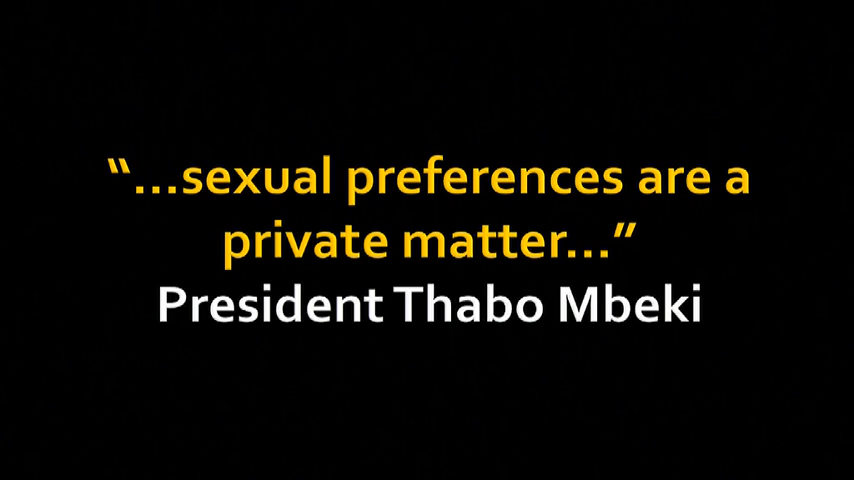 “...sexual preferences are a
private matter...”
President Thabo Mbeki